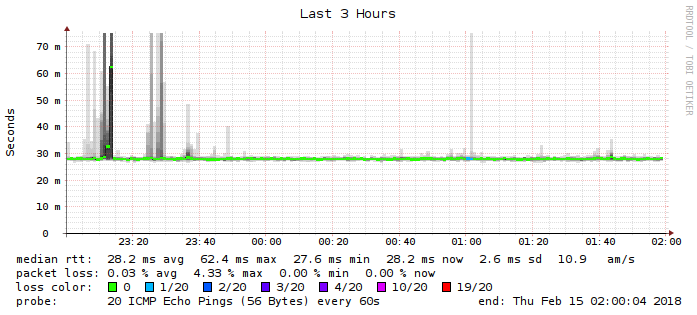 Last 3 Hours
RRDTOOL / TOBI OETIKER
Seconds
70 m
60 m
50 m
40 m
30 m
20 m
10 m
0
23:20 23:40 00:00 00:20 00:40 01:00 01:20 01:40 02:00
median rtt: 28.2 ms avg 62.4 ms max 27.6 ms min 28.2 ms now 2.6 ms sd 10.9 am/s
packet loss: 0.03 % avg 4.33 % max 0.00 % min 0.00 % now
loss color: 0 1/20 2/20 3/20 4/20 10/20 19/20
probe: 20 ICMP Echo Pings (56 Bytes) every 60s end: Thu Feb 15 02:00:04 2018